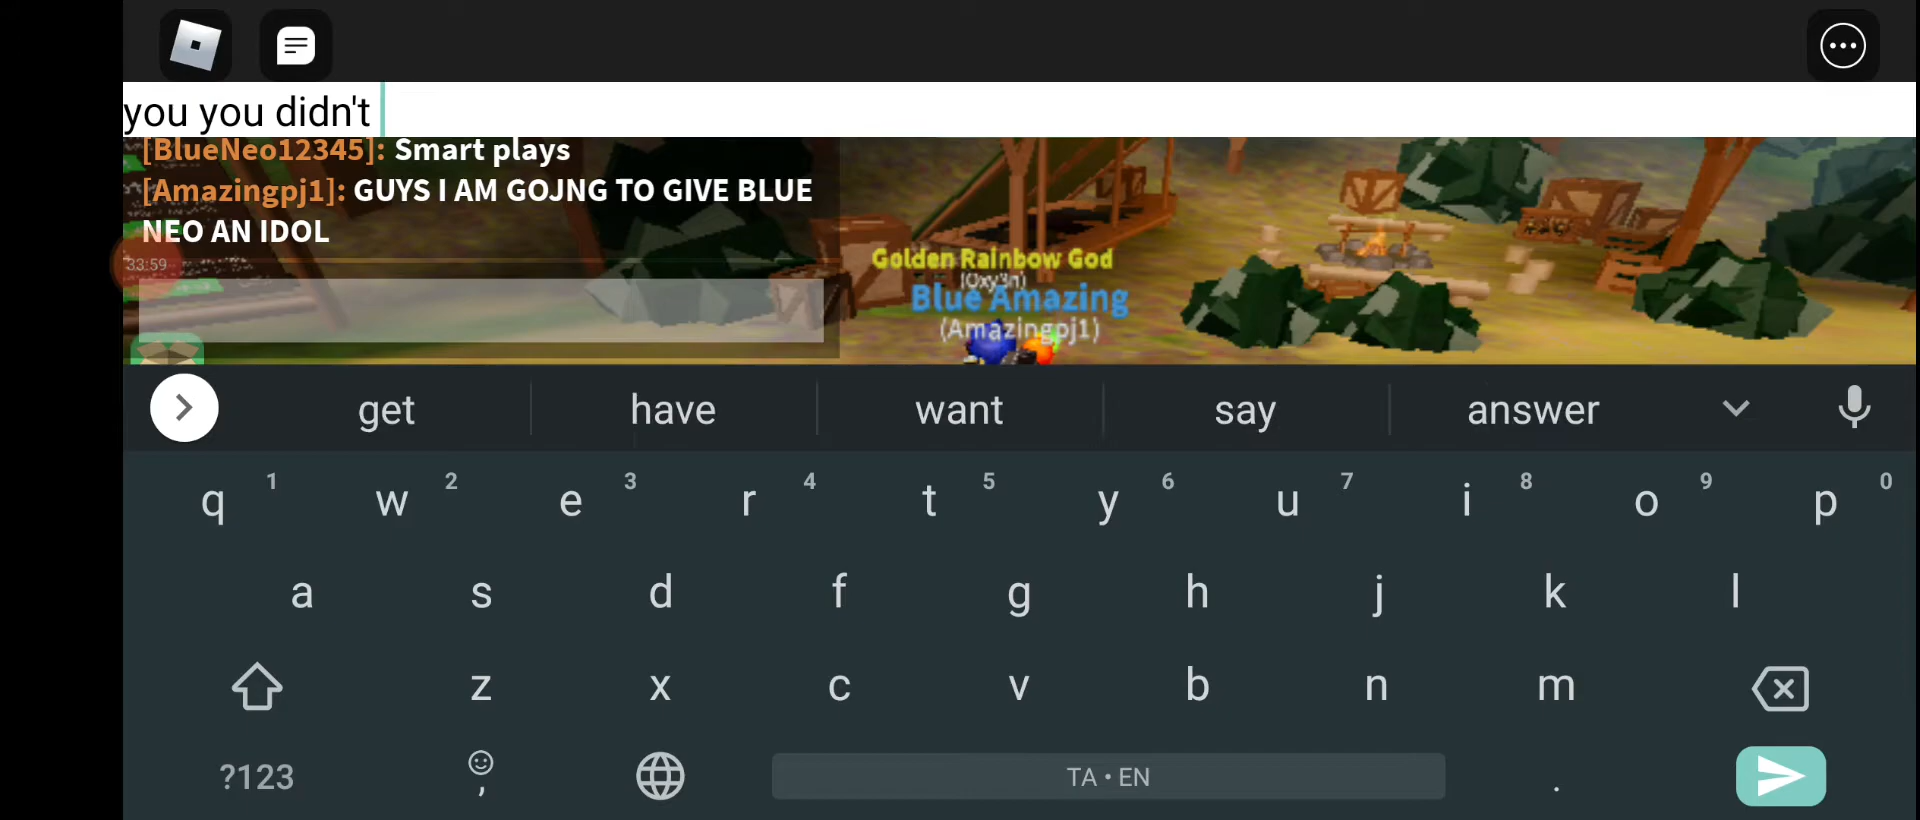 you you didn't
[BlueNeo12345]: Smart plays
[Amazingpj1]: GUYS I AM GOJNG TO GIVE BLUE
NEO AN IDOL
33:59
Golden Rainbow God
(Oxy3n)
Blue Amazing
(Amazingpj1)
get have want say answer
q 1 w 2 e 3 r 4 t 5 y 6 u 7 i 8 o 9 p 0
a s d f g h j k l
z x c v b n m
?123 , TA • EN .